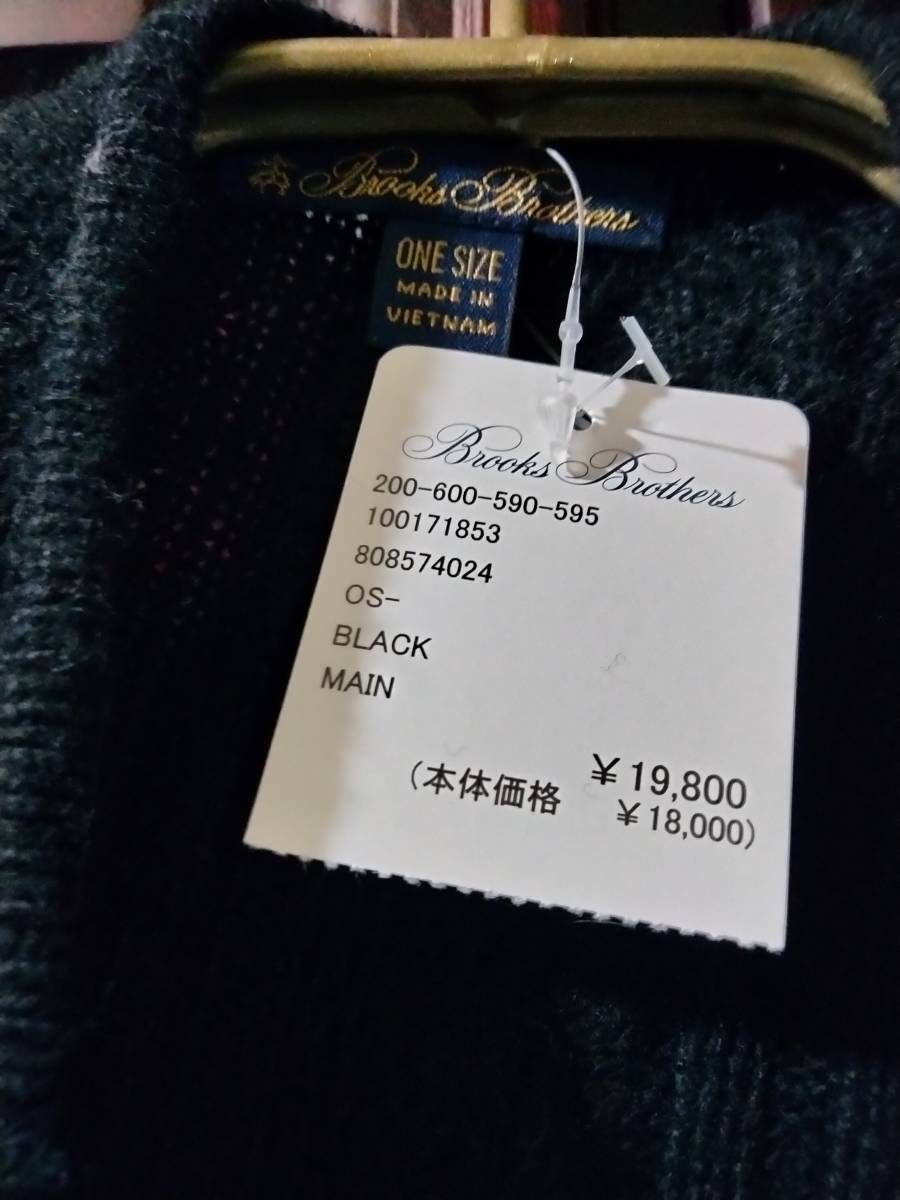 Brooks Brothers
ONE SIZE
MADE IN
VIETNAM
Brooks Brothers
200-600-590-595
100171853
808574024
OS-
BLACK
MAIN
¥19,800
(本体価格 ¥18,000)